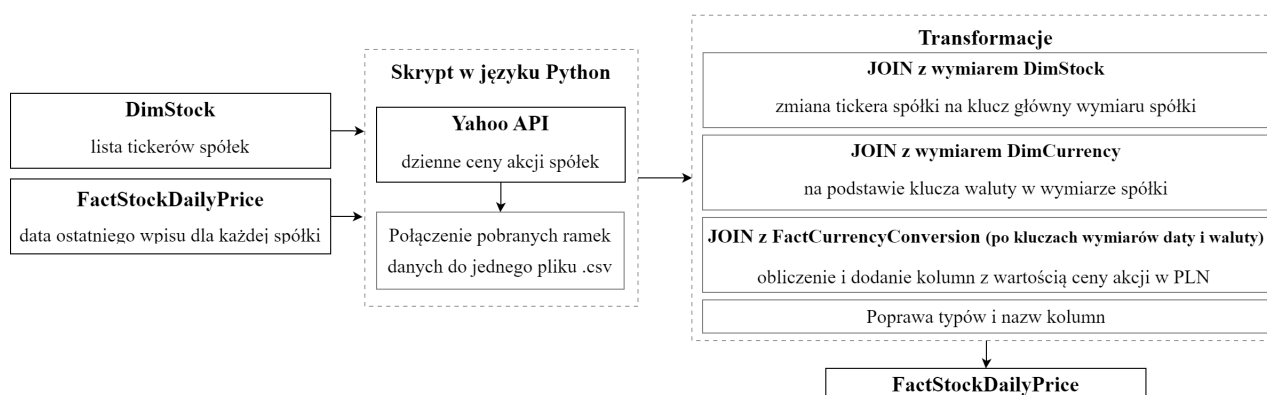 DimStock
lista tickerów spółek
FactStockDailyPrice
data ostatniego wpisu dla każdej spółki
Skrypt w języku Python
Yahoo API
dzienne ceny akcji spółek
Połączenie pobranych ramek
danych do jednego pliku .csv
Transformacje
JOIN z wymiarem DimStock
zmiana tickera spółki na klucz główny wymiaru spółki
JOIN z wymiarem DimCurrency
na podstawie klucza waluty w wymiarze spółki
JOIN z FactCurrencyConversion (po kluczach wymiarów daty i waluty)
obliczenie i dodanie kolumn z wartością ceny akcji w PLN
Poprawa typów i nazw kolumn
FactStockDailyPrice